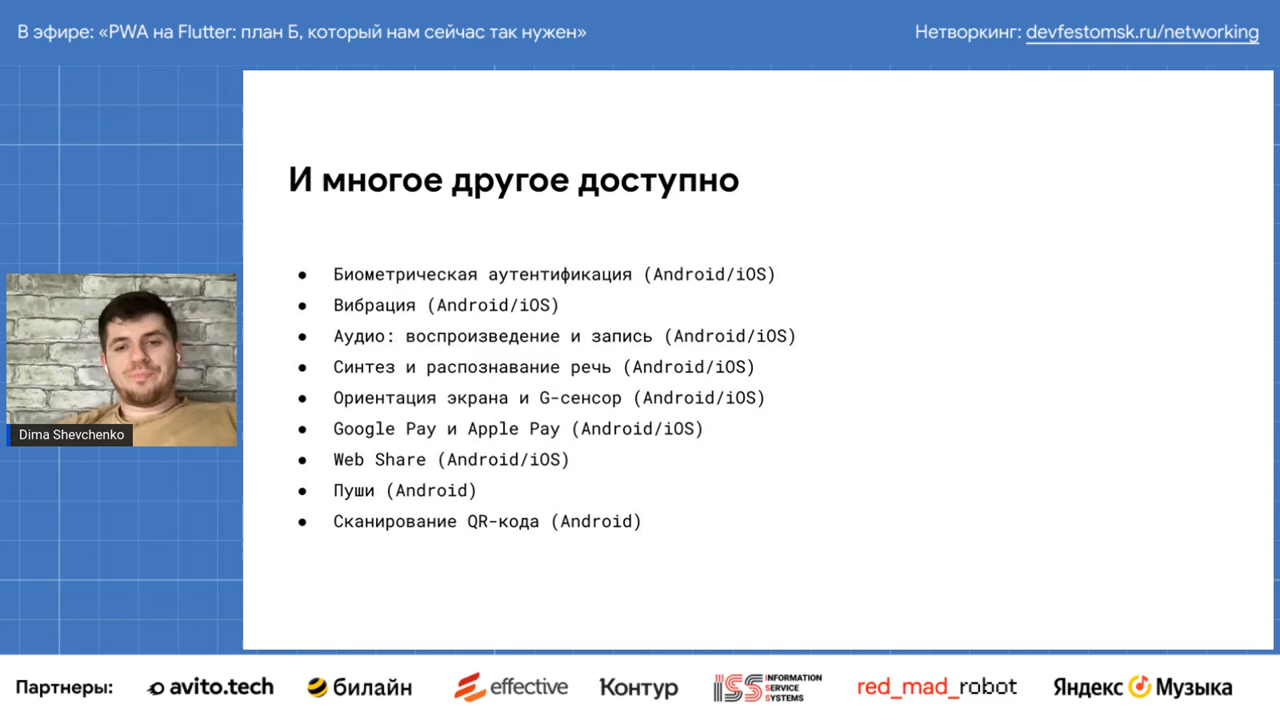 В эфире: «PWA на Flutter: план Б, который нам сейчас так нужен»
Нетворкинг: devfestomsk.ru/networking
И многое другое доступно
● Биометрическая аутентификация (Android/iOS)
● Вибрация (Android/iOS)
● Аудио: воспроизведение и запись (Android/iOS)
● Синтез и распознавание речь (Android/iOS)
● Ориентация экрана и G-сенсор (Android/iOS)
● Google Pay и Apple Pay (Android/iOS)
● Web Share (Android/iOS)
● Пуши (Android)
● Сканирование QR-кода (Android)
Dima Shevchenko
Партнеры: avito.tech билайн effective Контур ISS INFORMATION SERVICE SYSTEMS red_mad_robot Яндекс Музыка